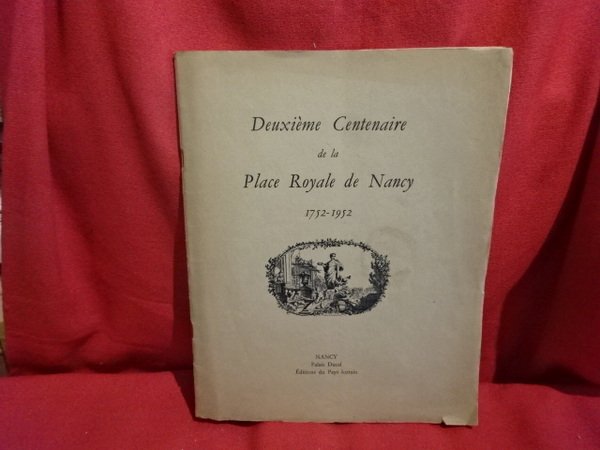 Deuxième Centenaire
de la
Place Royale de Nancy
1752-1952
NANCY
Palais Ducal
Éditions du Pays lorrain